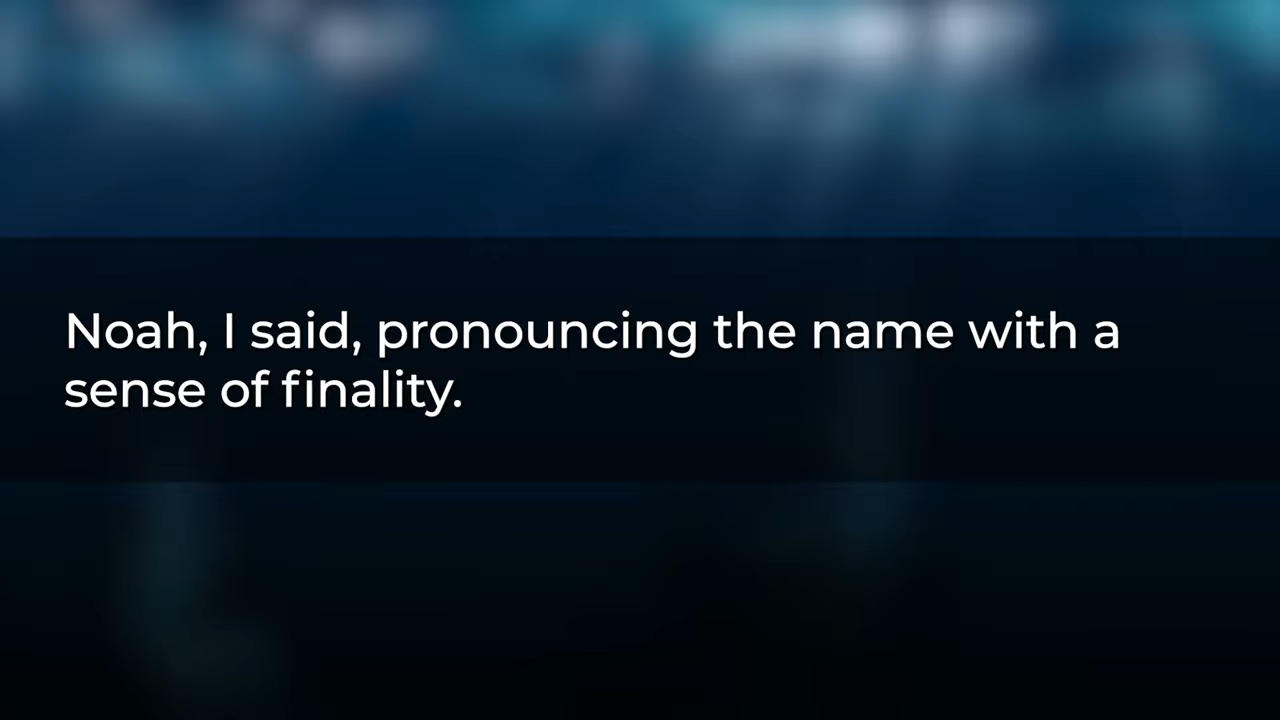 Noah, I said, pronouncing the name with a
sense of finality.